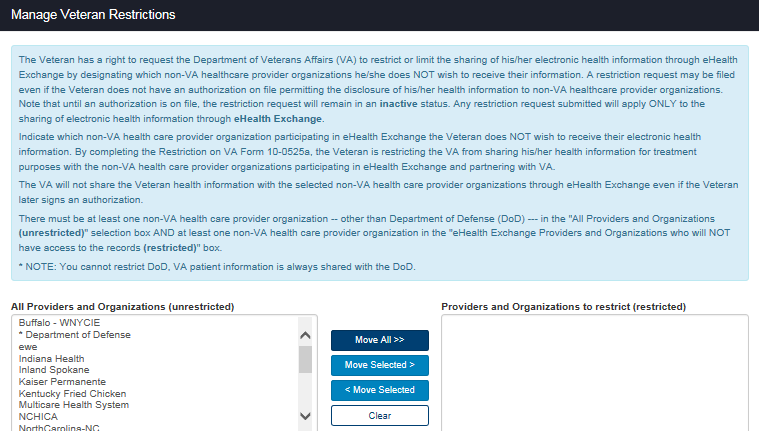 Manage Veteran Restrictions
The Veteran has a right to request the Department of Veterans Affairs (VA) to restrict or limit the sharing of his/her electronic health information through eHealth
Exchange by designating which non-VA healthcare provider organizations he/she does NOT wish to receive their information. A restriction request may be filed
even if the Veteran does not have an authorization on file permitting the disclosure of his/her health information to non-VA healthcare provider organizations.
Note that until an authorization is on file, the restriction request will remain in an inactive status. Any restriction request submitted will apply ONLY to the
sharing of electronic health information through eHealth Exchange.
Indicate which non-VA health care provider organization participating in eHealth Exchange the Veteran does NOT wish to receive their electronic health
information. By completing the Restriction on VA Form 10-0525a, the Veteran is restricting the VA from sharing his/her health information for treatment
purposes with the non-VA health care provider organizations participating in eHealth Exchange and partnering with VA.
The VA will not share the Veteran health information with the selected non-VA health care provider organizations through eHealth Exchange even if the Veteran
later signs an authorization.
There must be at least one non-VA health care provider organization -- other than Department of Defense (DoD) --- in the "All Providers and Organizations
(unrestricted)" selection box AND at least one non-VA health care provider organization in the "eHealth Exchange Providers and Organizations who will NOT
have access to the records (restricted)" box.
* NOTE: You cannot restrict DoD, VA patient information is always shared with the DoD.
All Providers and Organizations (unrestricted)
Buffalo - WNYCIE
* Department of Defense
ewe
Indiana Health
Inland Spokane
Kaiser Permanente
Kentucky Fried Chicken
Multicare Health System
NCHICA
NorthCarolina-NC
Move All >>
Move Selected >
< Move Selected
Clear
Providers and Organizations to restrict (restricted)